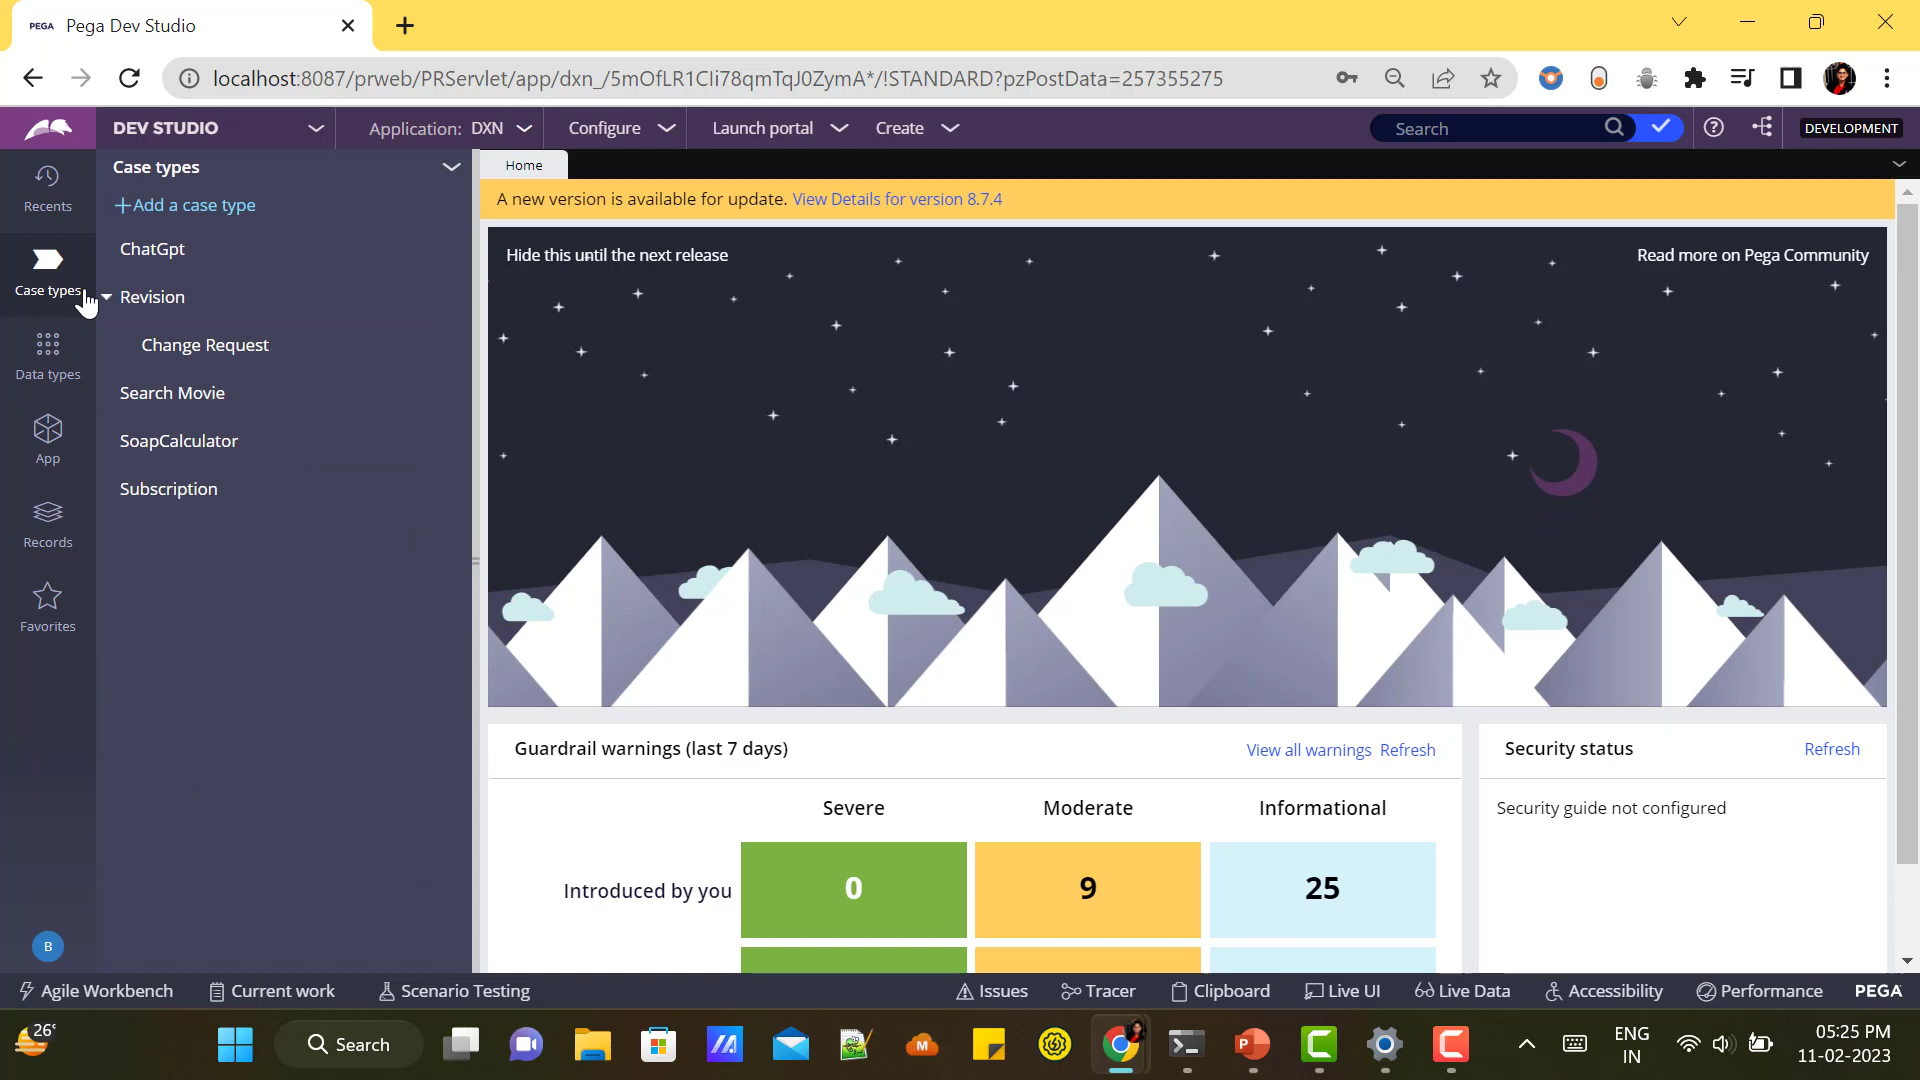 PEGA Pega Dev Studio
localhost:8087/prweb/PRServlet/app/dxn_/5mOfLR1CIi78qmTqJ0ZymA*/!STANDARD?pzPostData=257355275
DEV STUDIO
Application: DXN
Configure
Launch portal
Create
Search
DEVELOPMENT
Recents
Case types
Data types
App
Records
Favorites
B
Case types
+Add a case type
ChatGpt
Revision
Change Request
Search Movie
SoapCalculator
Subscription
Home
A new version is available for update. View Details for version 8.7.4
Hide this until the next release
Read more on Pega Community
Guardrail warnings (last 7 days)
View all warnings Refresh
Severe Moderate Informational
Introduced by you 0 9 25
Security status
Refresh
Security guide not configured
Agile Workbench
Current work
Scenario Testing
Issues
Tracer
Clipboard
Live UI
Live Data
Accessibility
Performance
PEGA
26°
Search
ENG
IN
05:25 PM
11-02-2023